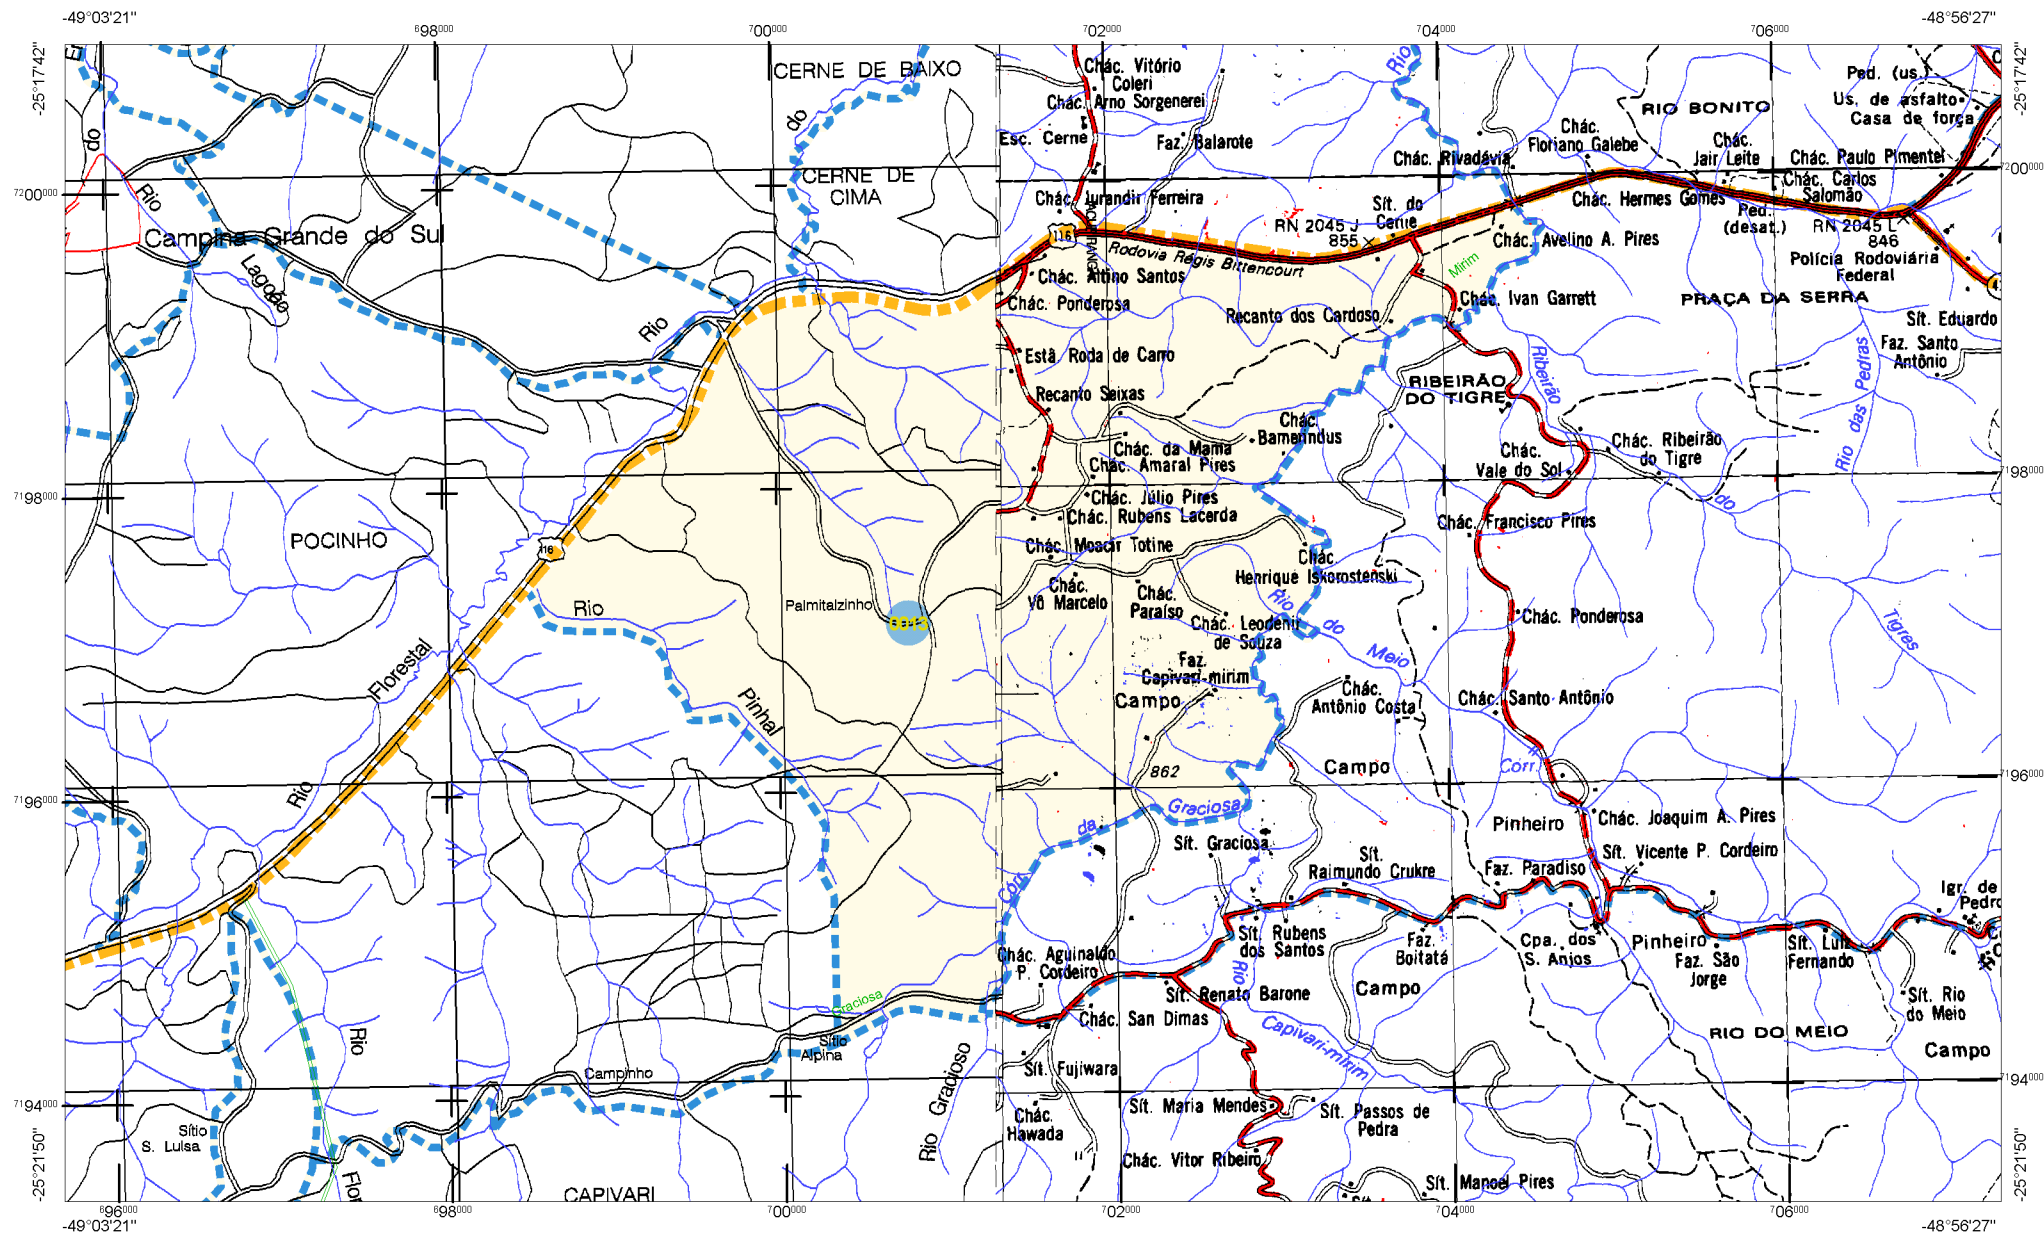 -49°03'21"
698000
700000
702000
704000
706000
-48°56'27"
-25°17'42"
-25°17'42"
CERNE DE BAIXO
Chác. Vitório
Coleri
Chác. Arno Sorgenerei
Rio
Ped. (us.)
Us. de asfalto
Casa de força
RIO BONITO
do
do
Esc. Cerne
Faz. Balarote
Chác.
Floriano Galebe
Chác. Rivadávia
Chác.
Jair Leite
Chác. Paulo Pimentel
7200000
7200000
Rio
CERNE DE
CIMA
Chác. Jurandir Ferreira
Sít. do
Cerne
Chác. Hermes Gomes
Chác. Carlos
Salomão
Ped.
(desat.)
RN 2045 L
846
Campina Grande do Sul
116
RN 2045 J
855
Rodovia Régis Bittencourt
Chác. Avelino A. Pires
Polícia Rodoviária
Federal
Mirim
Lagoão
Chác. Altino Santos
Chác. Ponderosa
Chác. Ivan Garrett
PRAÇA DA SERRA
Rio
Recanto dos Cardoso
Sít. Eduardo
Faz. Santo
Antônio
Estâ. Roda de Carro
Ribeirão
Rio das Pedras
Recanto Seixas
RIBEIRÃO
DO TIGRE
Chác.
Bamerindus
Chác. da Mama
Chác. Amaral Pires
Chác.
Vale do Sol
Chác. Ribeirão
do Tigre
7198000
7198000
Chác. Júlio Pires
Chác. Rubens Lacerda
do
Chác. Francisco Pires
POCINHO
116
Chác. Moacir Totine
Chác.
Henrique Iskorostenski
Chác.
Vô Marcelo
Chác.
Paraíso
Rio
Palmitalzinho
0013
Rio
do
Meio
Chác. Leodenir
de Souza
Chác. Ponderosa
Tigres
Florestal
Faz.
Capivari-mirim
Campo
Pinhal
Chác.
Antônio Costa
Chác. Santo Antônio
862
Campo
Córr.
7196000
7196000
Rio
Graciosa
da
Pinheiro
Chác. Joaquim A. Pires
Sít. Graciosa
Sít.
Raimundo Crukre
Sít. Vicente P. Cordeiro
Faz. Paradiso
Córr.
Igr. de
Pedro
Chác. Aguinaldo
P. Cordeiro
Sít. Rubens
dos Santos
Faz.
Boitatá
Cpa. dos
S. Anjos
Pinheiro
Faz. São
Jorge
Sít. Luiz
Fernando
Rio
Graciosa
Sít. Renato Barone
Campo
Sít. Rio
do Meio
Chác. San Dimas
Capivari-mirim
RIO DO MEIO
Campo
Rio
Sítio
Alpina
Campinho
Rio Gracioso
Sít. Fujiwara
7194000
7194000
Chác.
Hawada
Sít. Maria Mendes
Sít. Passos de
Pedra
Sítio
S. Luisa
Chác. Vitor Ribeiro
CAPIVARI
Sít. Manoel Pires
-25°21'50"
-25°21'50"
696000
698000
700000
702000
704000
706000
-49°03'21"
-48°56'27"